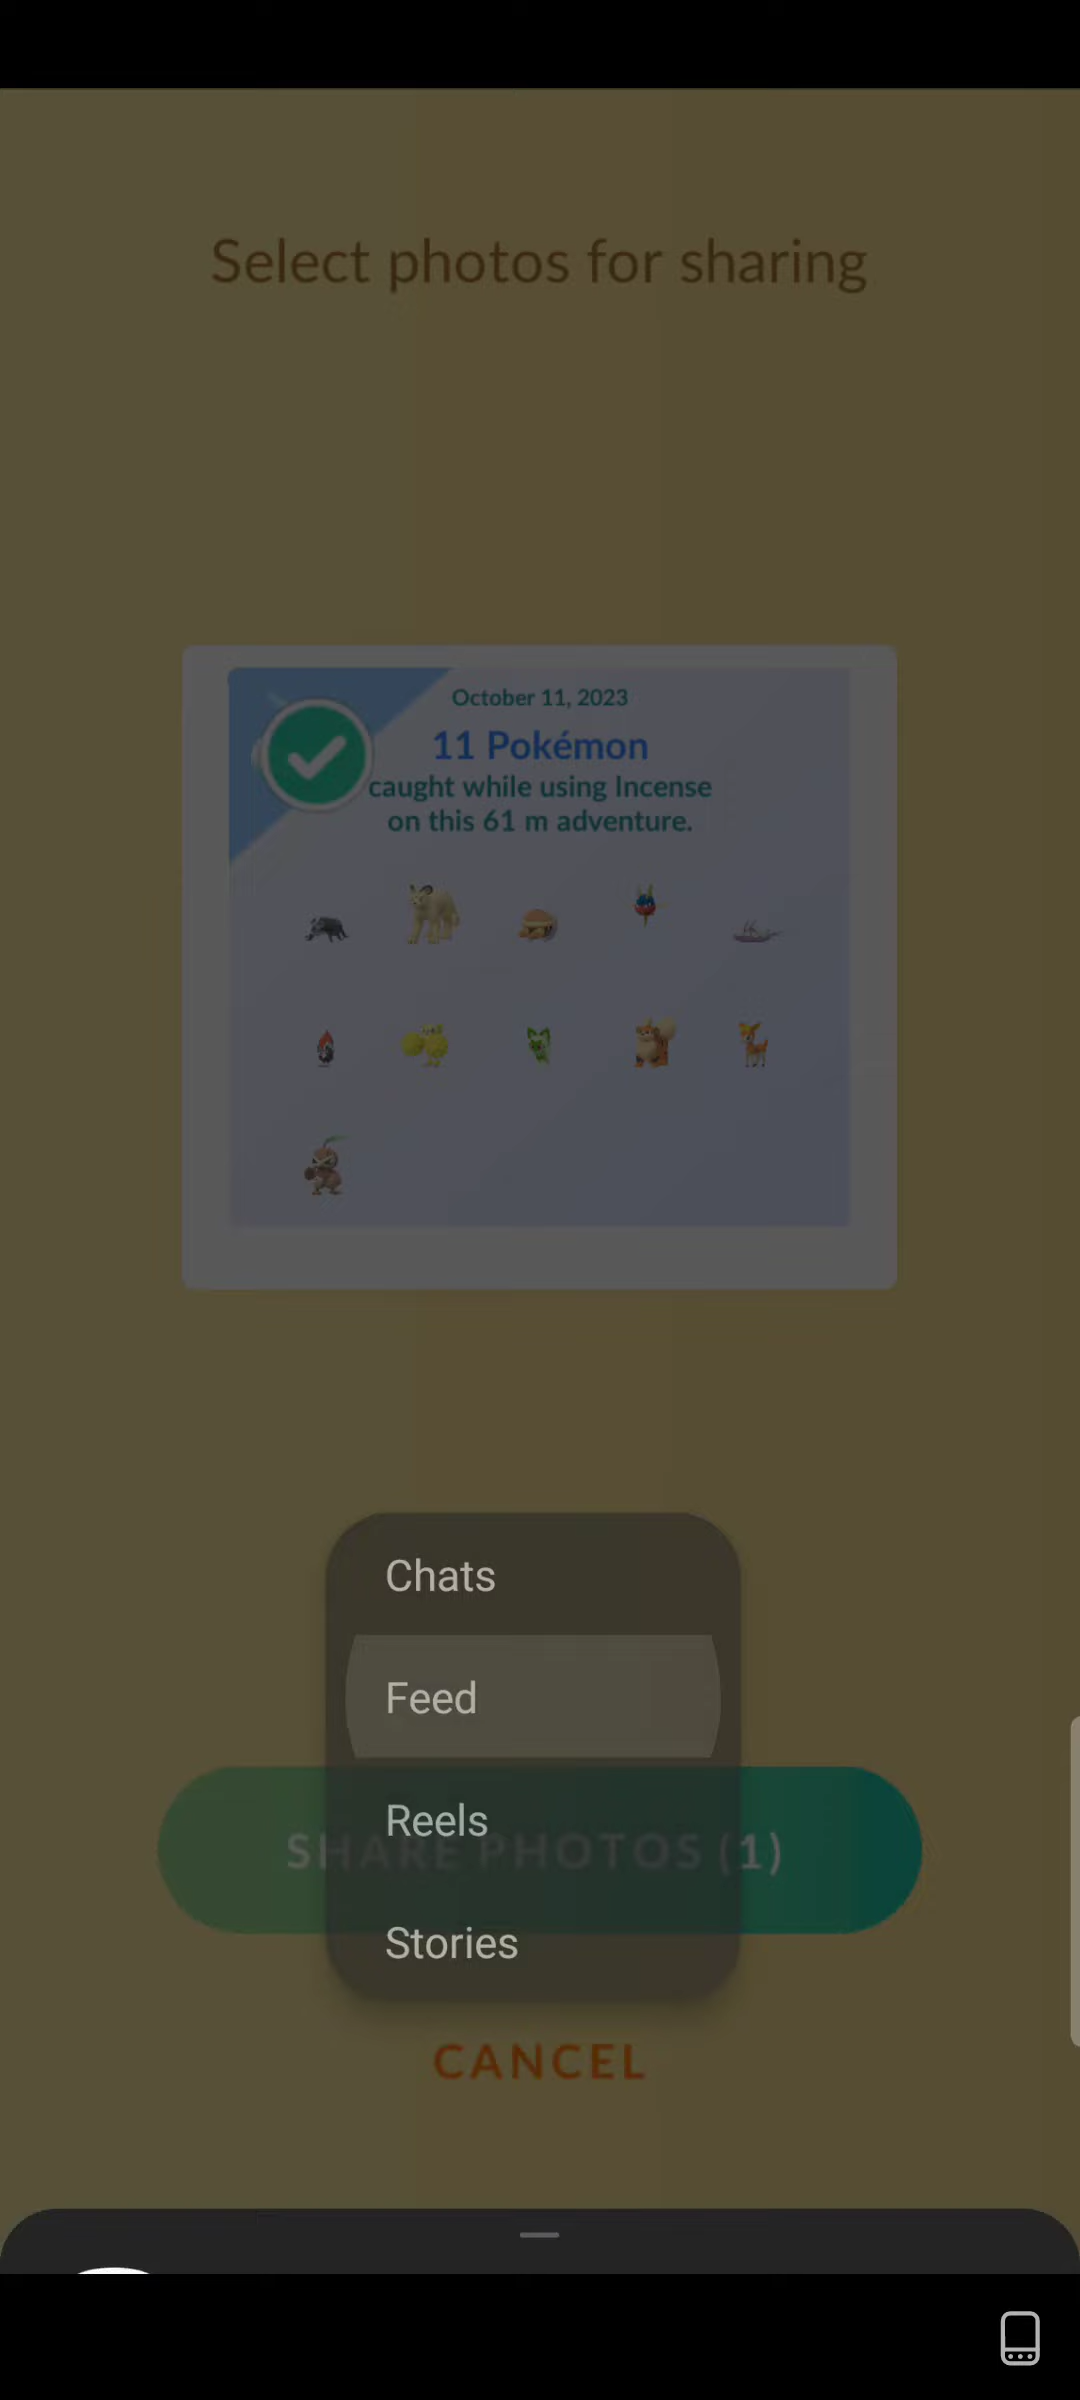 Select photos for sharing
October 11, 2023
11 Pokémon
caught while using Incense
on this 61 m adventure.
Chats
Feed
Reels
SHARE PHOTOS (1)
Stories
CANCEL